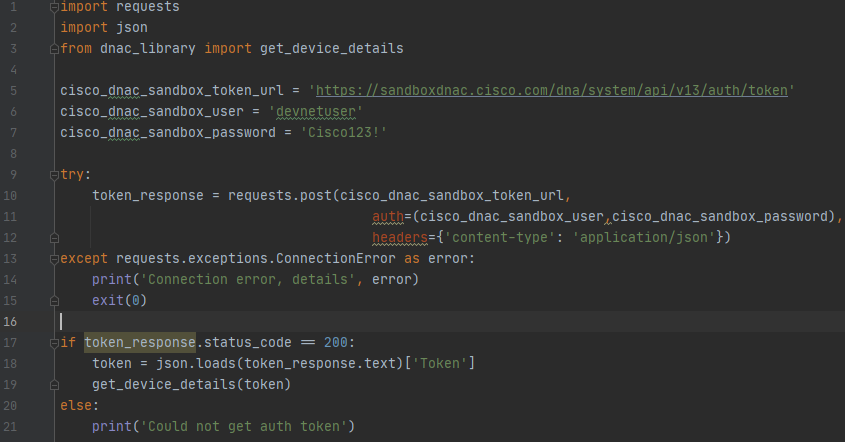 1 import requests
2 import json
3 from dnac_library import get_device_details
4
5 cisco_dnac_sandbox_token_url = 'https://sandboxdnac.cisco.com/dna/system/api/v13/auth/token'
6 cisco_dnac_sandbox_user = 'devnetuser'
7 cisco_dnac_sandbox_password = 'Cisco123!'
8
9 try:
10     token_response = requests.post(cisco_dnac_sandbox_token_url,
11                                    auth=(cisco_dnac_sandbox_user,cisco_dnac_sandbox_password),
12                                    headers={'content-type': 'application/json'})
13 except requests.exceptions.ConnectionError as error:
14     print('Connection error, details', error)
15     exit(0)
16
17 if token_response.status_code == 200:
18     token = json.loads(token_response.text)['Token']
19     get_device_details(token)
20 else:
21     print('Could not get auth token')